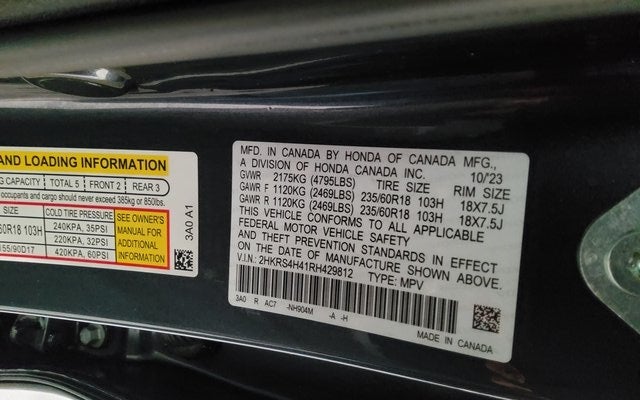 AND LOADING INFORMATION
G CAPACITY TOTAL 5 FRONT 2 REAR 3
occupants and cargo should never exceed 385kg or 850lbs.
SIZE COLD TIRE PRESSURE SEE OWNER'S MANUAL FOR ADDITIONAL INFORMATION
60R18 103H 240KPA, 35PSI
220KPA, 32PSI
155/90D17 420KPA, 60PSI
3A0 A1
MFD. IN CANADA BY HONDA OF CANADA MFG.,
A DIVISION OF HONDA CANADA INC. 10/'23
GVWR 2175KG (4795LBS) TIRE SIZE RIM SIZE
GAWR F 1120KG (2469LBS) 235/60R18 103H 18X7.5J
GAWR R 1120KG (2469LBS) 235/60R18 103H 18X7.5J
THIS VEHICLE CONFORMS TO ALL APPLICABLE
FEDERAL MOTOR VEHICLE SAFETY
AND THEFT PREVENTION STANDARDS IN EFFECT
ON THE DATE OF MANUFACTURE SHOWN ABOVE.
V.I.N.: 2HKRS4H41RH429812 TYPE: MPV
3A0 R AC7 -NH904M -A -H
MADE IN CANADA